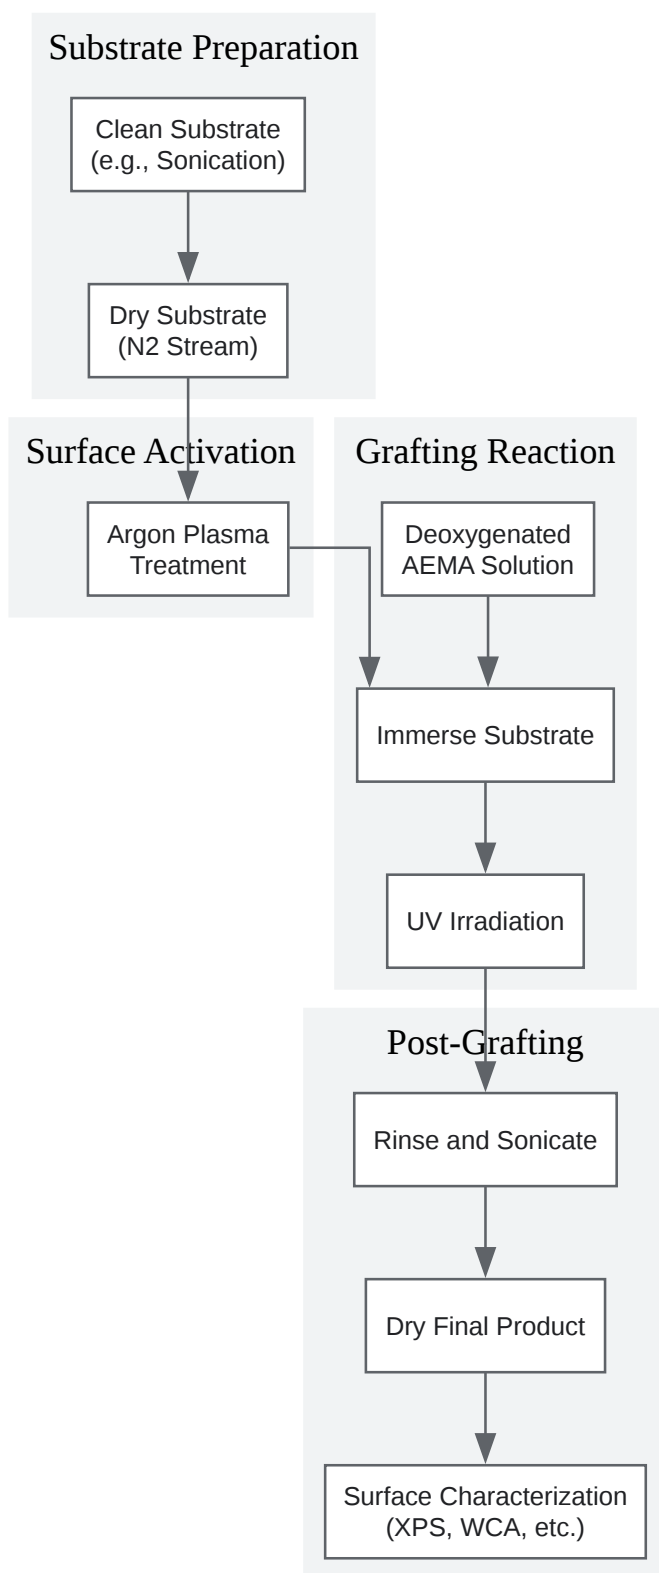 Substrate Preparation
Clean Substrate
(e.g., Sonication)
Dry Substrate
(N2 Stream)
Surface Activation
Argon Plasma
Treatment
Grafting Reaction
Deoxygenated
AEMA Solution
Immerse Substrate
UV Irradiation
Post-Grafting
Rinse and Sonicate
Dry Final Product
Surface Characterization
(XPS, WCA, etc.)